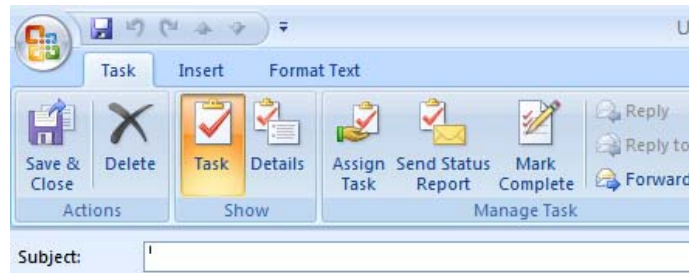 U
Task Insert Format Text
Save & Close Delete Task Details Assign Task Send Status Report Mark Complete Reply
Reply to
Forward
Actions Show Manage Task
Subject: